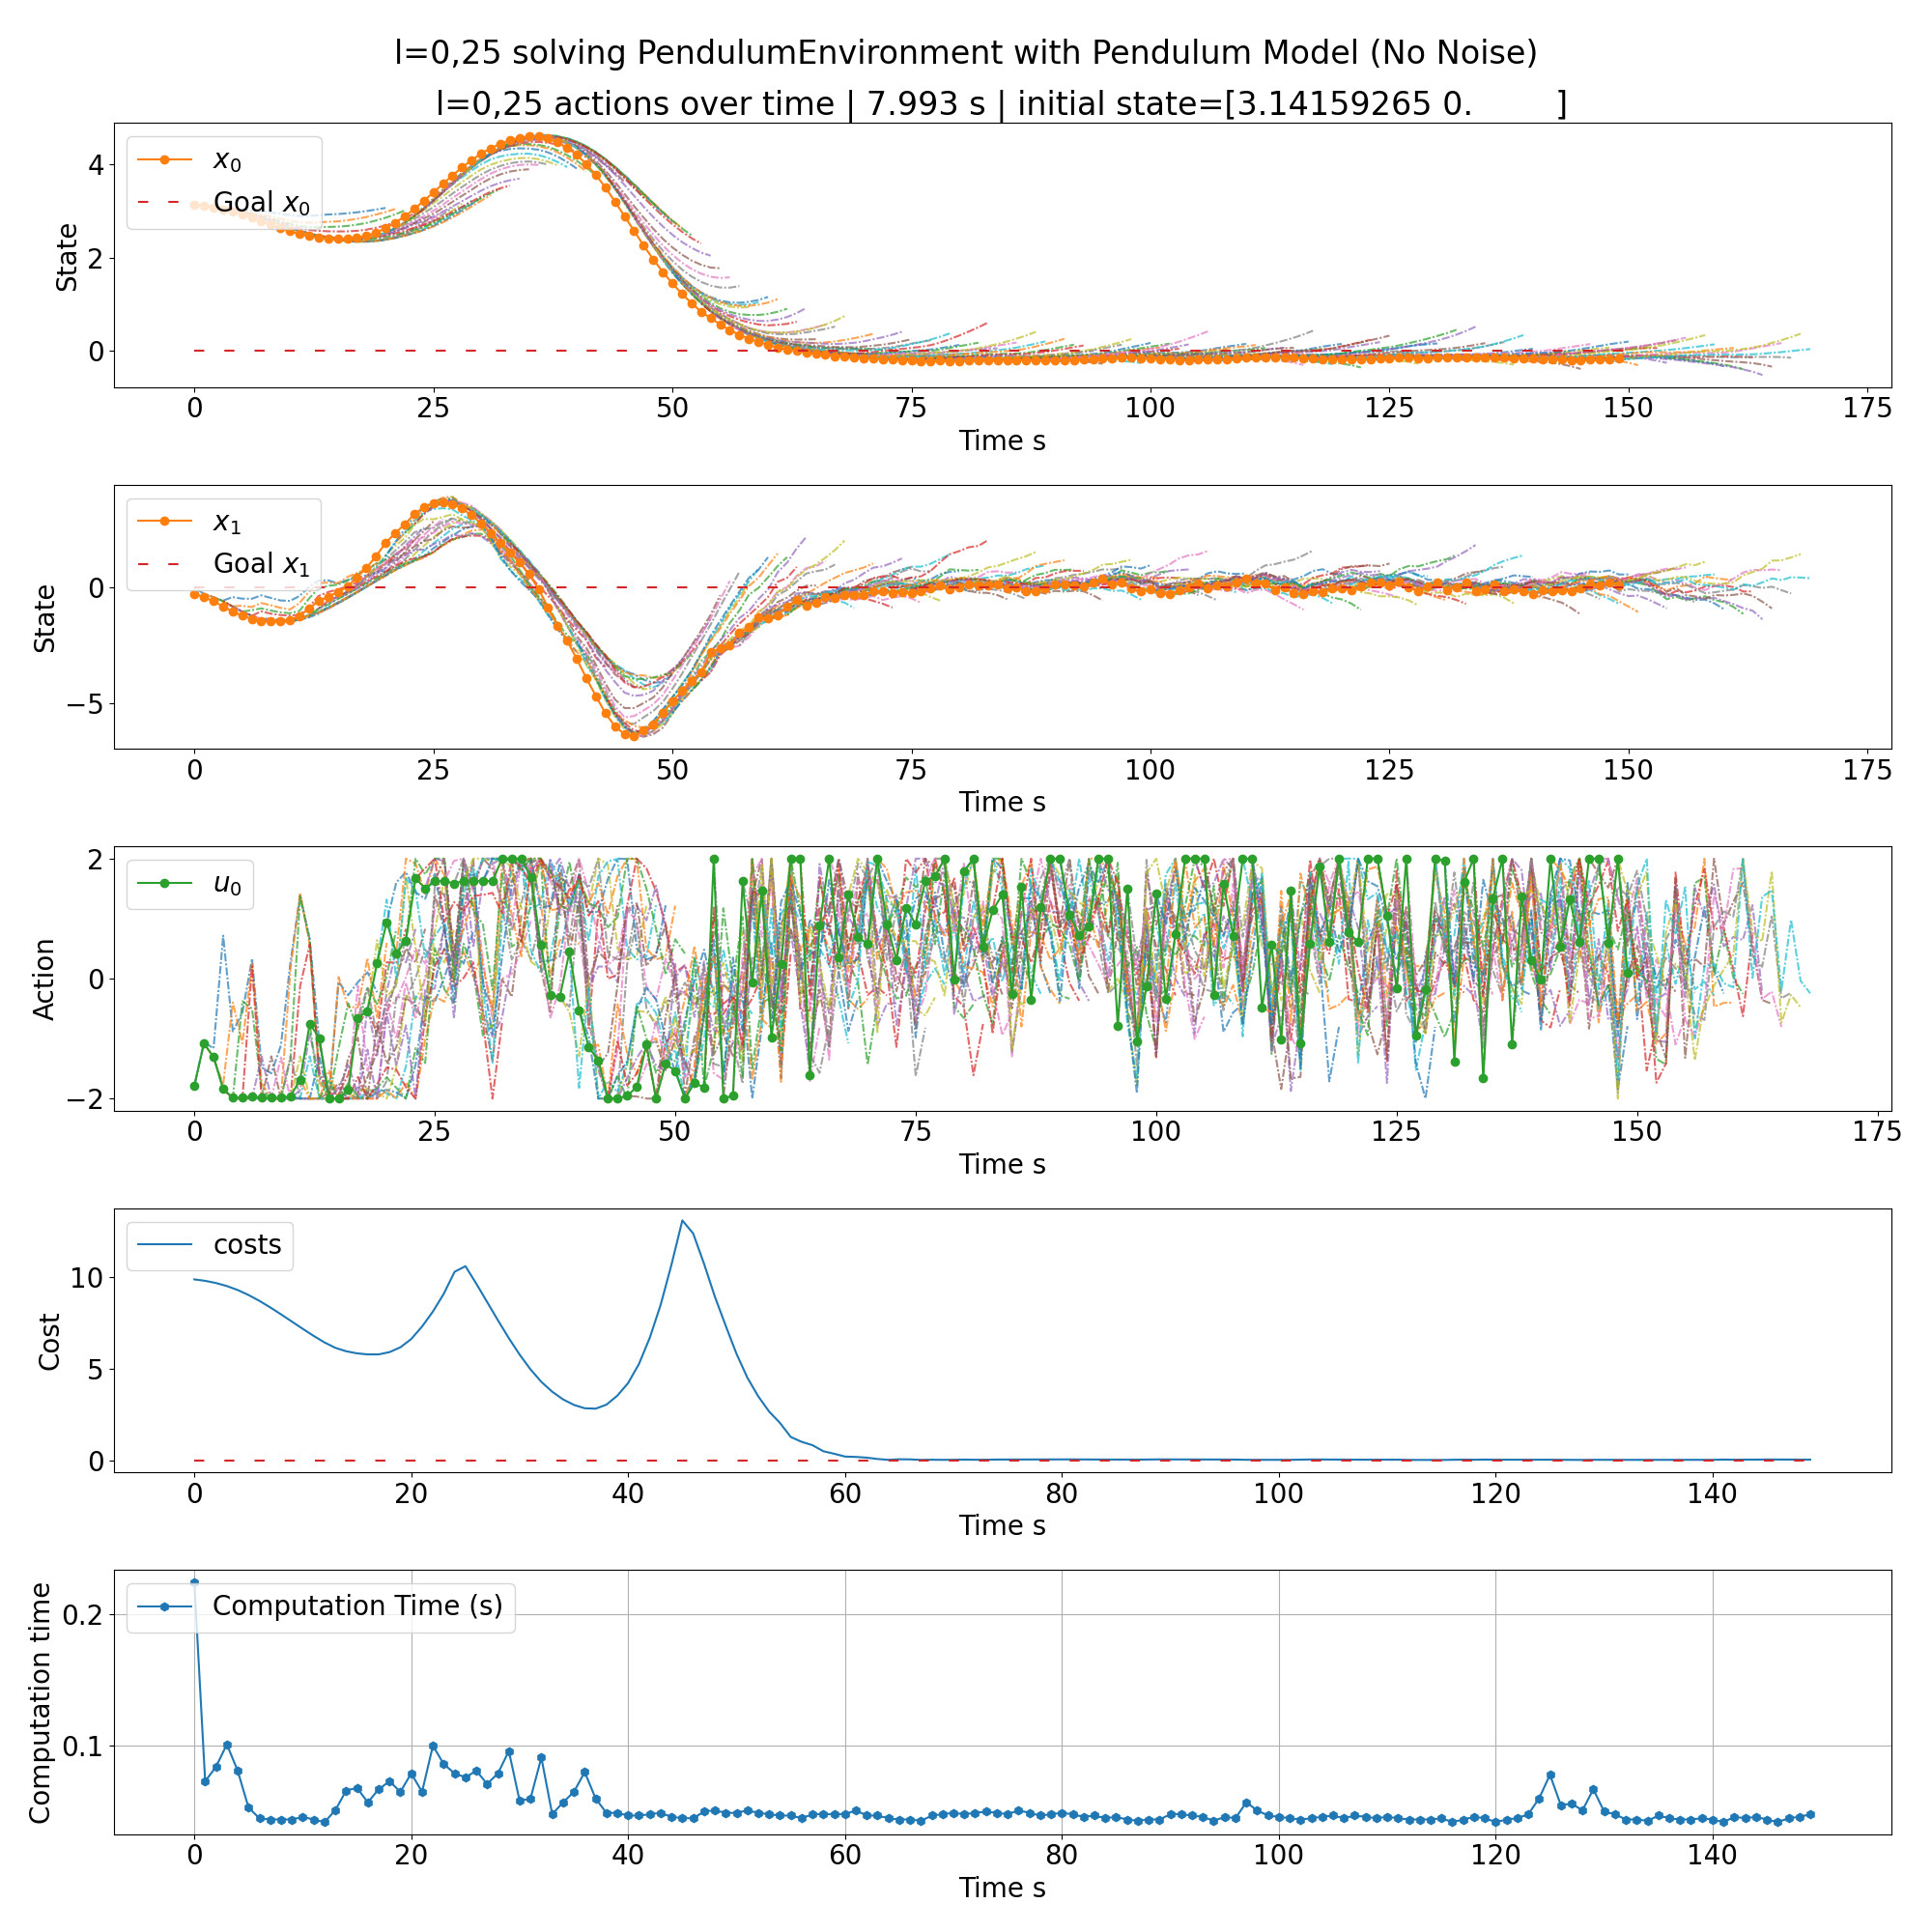 l=0,25 solving PendulumEnvironment with Pendulum Model (No Noise)
l=0,25 actions over time | 7.993 s | initial state=[3.14159265 0. ]
x₀
Goal x₀
State
4
2
0
0 25 50 75 100 125 150 175
Time s
x₁
Goal x₁
State
0
−5
0 25 50 75 100 125 150 175
Time s
u₀
Action
2
0
−2
0 25 50 75 100 125 150 175
Time s
costs
Cost
10
5
0
0 20 40 60 80 100 120 140
Time s
Computation Time (s)
Computation time
0.2
0.1
0 20 40 60 80 100 120 140
Time s